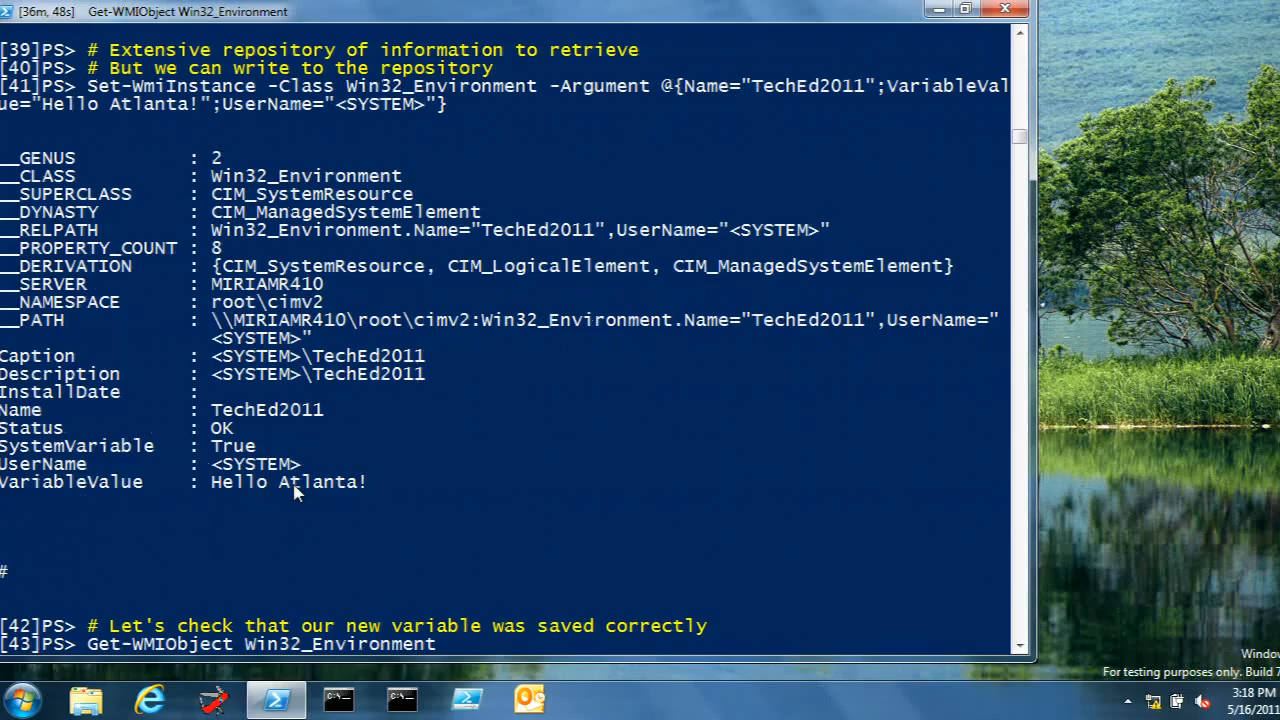 [36m, 48s]    Get-WMIObject Win32_Environment
[39]PS> # Extensive repository of information to retrieve
[40]PS> # But we can write to the repository
[41]PS> Set-WmiInstance -Class Win32_Environment -Argument @{Name="TechEd2011";VariableVal
ue="Hello Atlanta!";UserName="<SYSTEM>"}
__GENUS           : 2
__CLASS           : Win32_Environment
__SUPERCLASS      : CIM_SystemResource
__DYNASTY         : CIM_ManagedSystemElement
__RELPATH         : Win32_Environment.Name="TechEd2011",UserName="<SYSTEM>"
__PROPERTY_COUNT : 8
__DERIVATION      : {CIM_SystemResource, CIM_LogicalElement, CIM_ManagedSystemElement}
__SERVER          : MIRIAMR410
__NAMESPACE       : root\cimv2
__PATH            : \\MIRIAMR410\root\cimv2:Win32_Environment.Name="TechEd2011",UserName="
<SYSTEM>"
Caption           : <SYSTEM>\TechEd2011
Description       : <SYSTEM>\TechEd2011
InstallDate       :
Name              : TechEd2011
Status            : OK
SystemVariable    : True
UserName          : <SYSTEM>
VariableValue     : Hello Atlanta!
#
[42]PS> # Let's check that our new variable was saved correctly
[43]PS> Get-WMIObject Win32_Environment
Window
For testing purposes only. Build 7
C:\_
C:\_
3:18 PM
5/16/2011